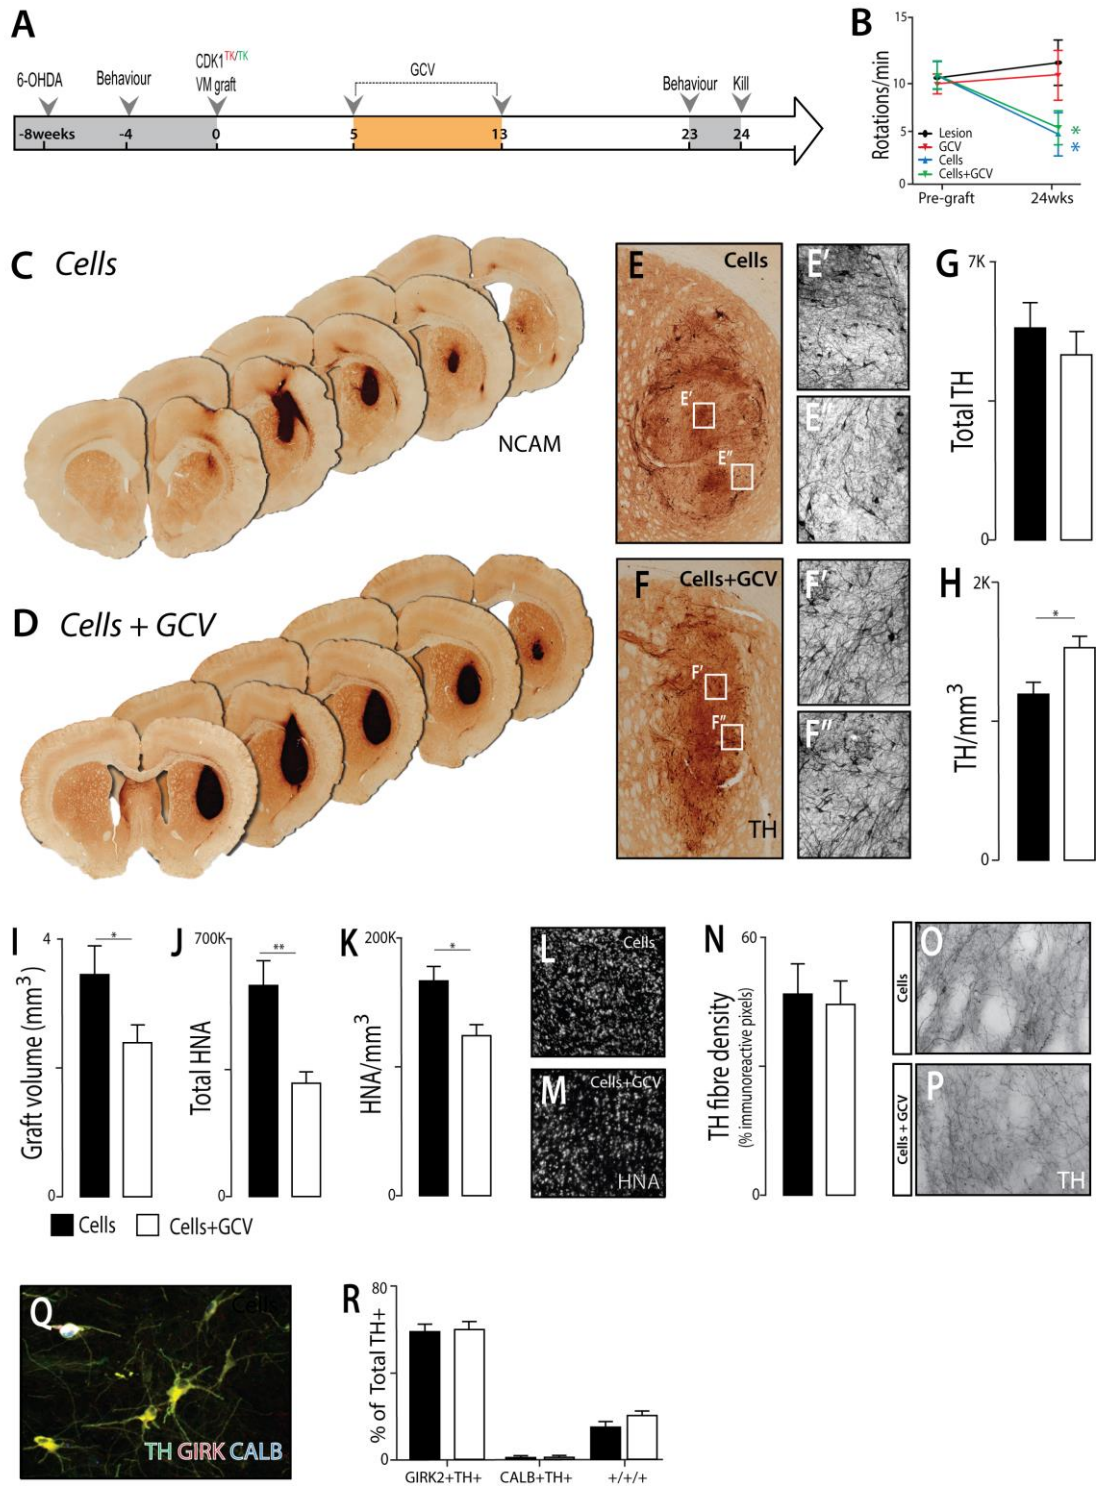 A
6-OHDA
Behaviour
CDK1TK/TK
VM graft
GCV
Behaviour Kill
-8weeks -4 0 5 13 23 24
B
Rotations/min
15
10
5
0
Lesion
GCV
Cells
Cells+GCV
*
*
Pre-graft 24wks
C Cells
NCAM
D Cells + GCV
E Cells
E'
E"
E'
E"
F Cells+GCV
F'
F"
TH
F'
F"
G
7K
Total TH
0
H
2K
TH/mm3
*
0
I
4
Graft volume (mm3)
*
0
J
700K
Total HNA
**
0
K
200K
HNA/mm3
*
0
Cells Cells+GCV
L Cells
M Cells+GCV
HNA
N
60
TH fibre density
(% immunoreactive pixels)
0
Cells
O
Cells + GCV
P
TH
Q Cells
TH GIRK CALB
R
80
% of Total TH+
0
GIRK2+TH+ CALB+TH+ +/+/+